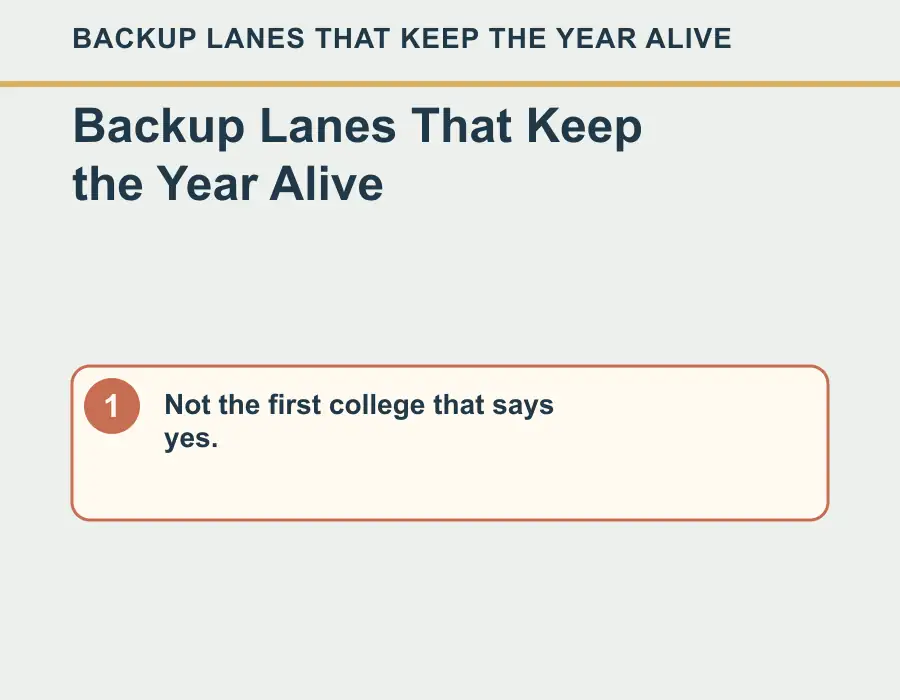 BACKUP LANES THAT KEEP THE YEAR ALIVE
Backup Lanes That Keep
the Year Alive
1
Not the first college that says
yes.